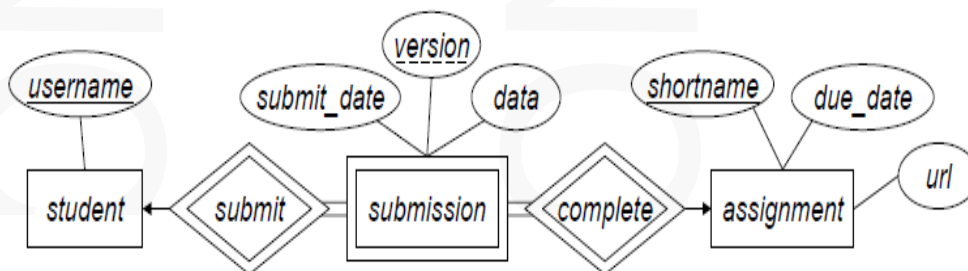 version
username
submit_date
data
shortname
due_date
url
student
submit
submission
complete
assignment